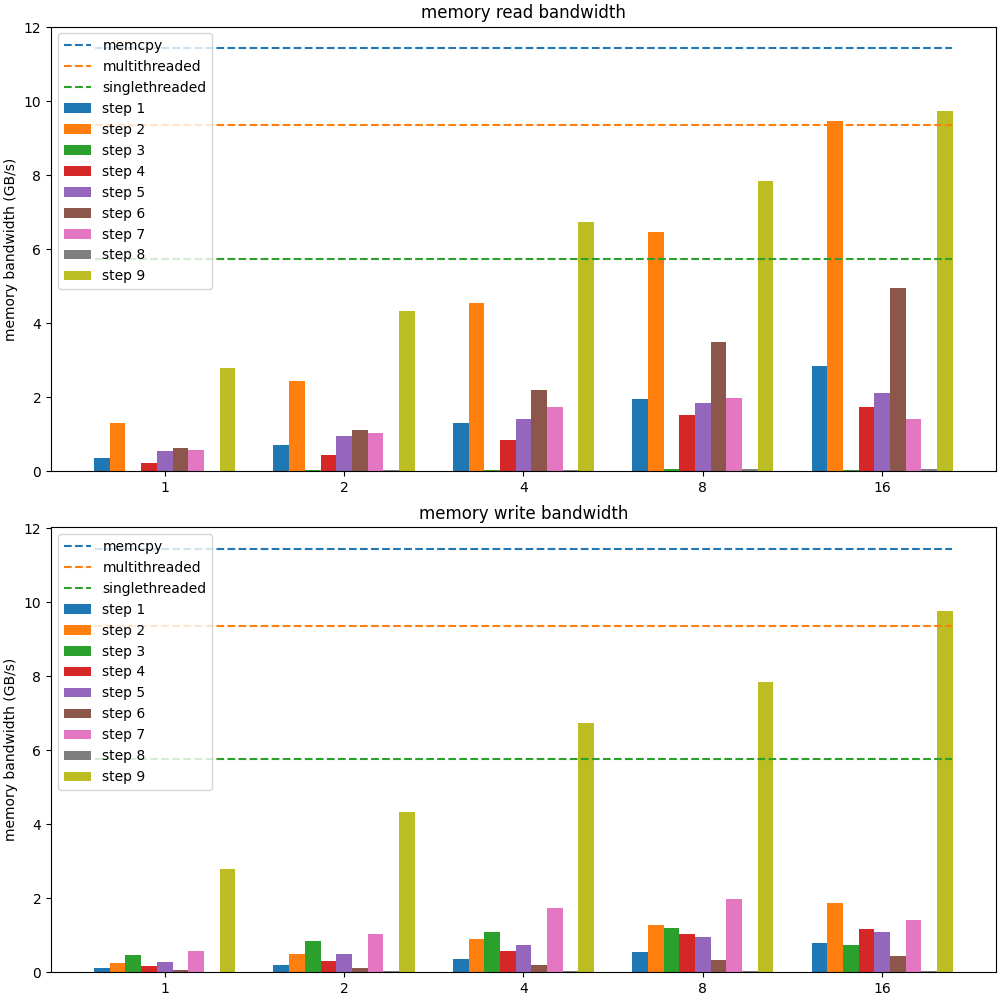 memory read bandwidth
memory bandwidth (GB/s)
12
10
8
6
4
2
0
memcpy
multithreaded
singlethreaded
step 1
step 2
step 3
step 4
step 5
step 6
step 7
step 8
step 9
1 2 4 8 16
memory write bandwidth
memory bandwidth (GB/s)
12
10
8
6
4
2
0
memcpy
multithreaded
singlethreaded
step 1
step 2
step 3
step 4
step 5
step 6
step 7
step 8
step 9
1 2 4 8 16